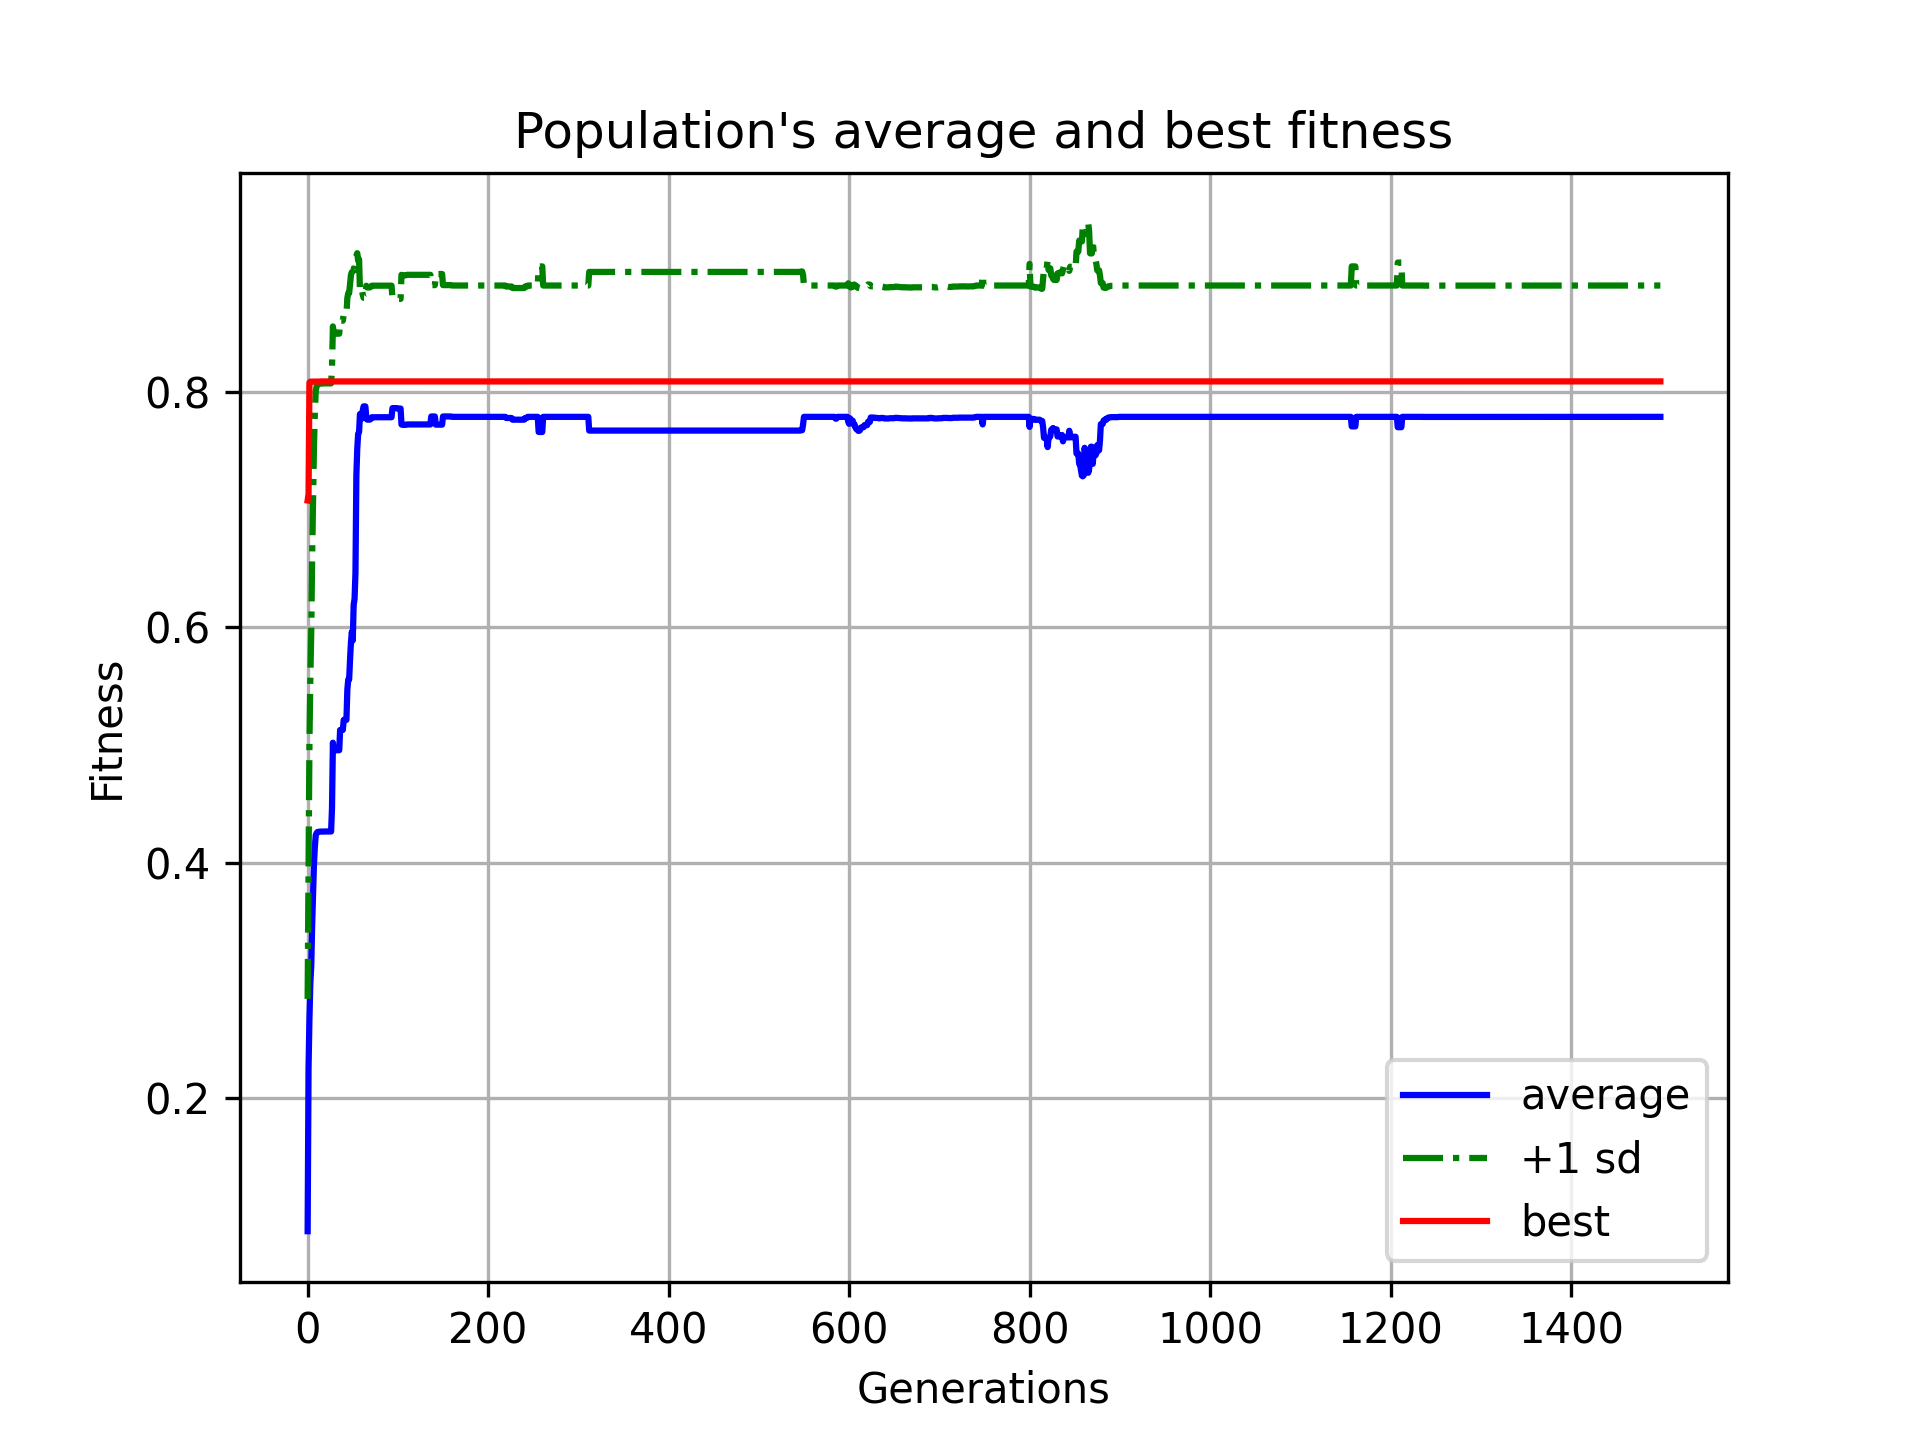 Population's average and best fitness
Fitness
0.8
0.6
0.4
0.2
0 200 400 600 800 1000 1200 1400
Generations
average
+1 sd
best